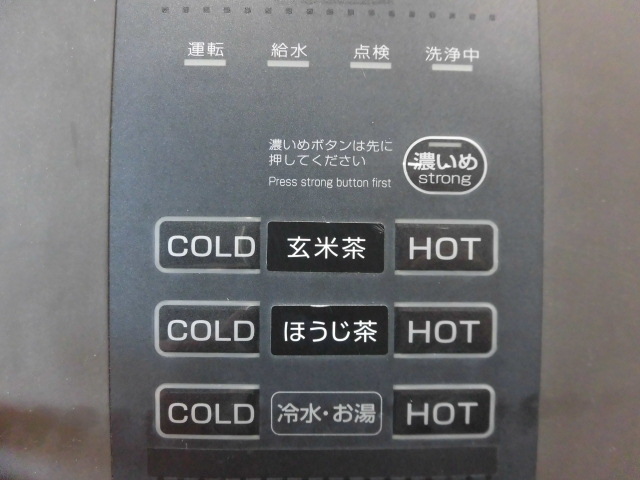 運転 給水 点検 洗浄中
濃いめボタンは先に
押してください
Press strong button first
濃いめ
strong
COLD 玄米茶 HOT
COLD ほうじ茶 HOT
COLD 冷水・お湯 HOT